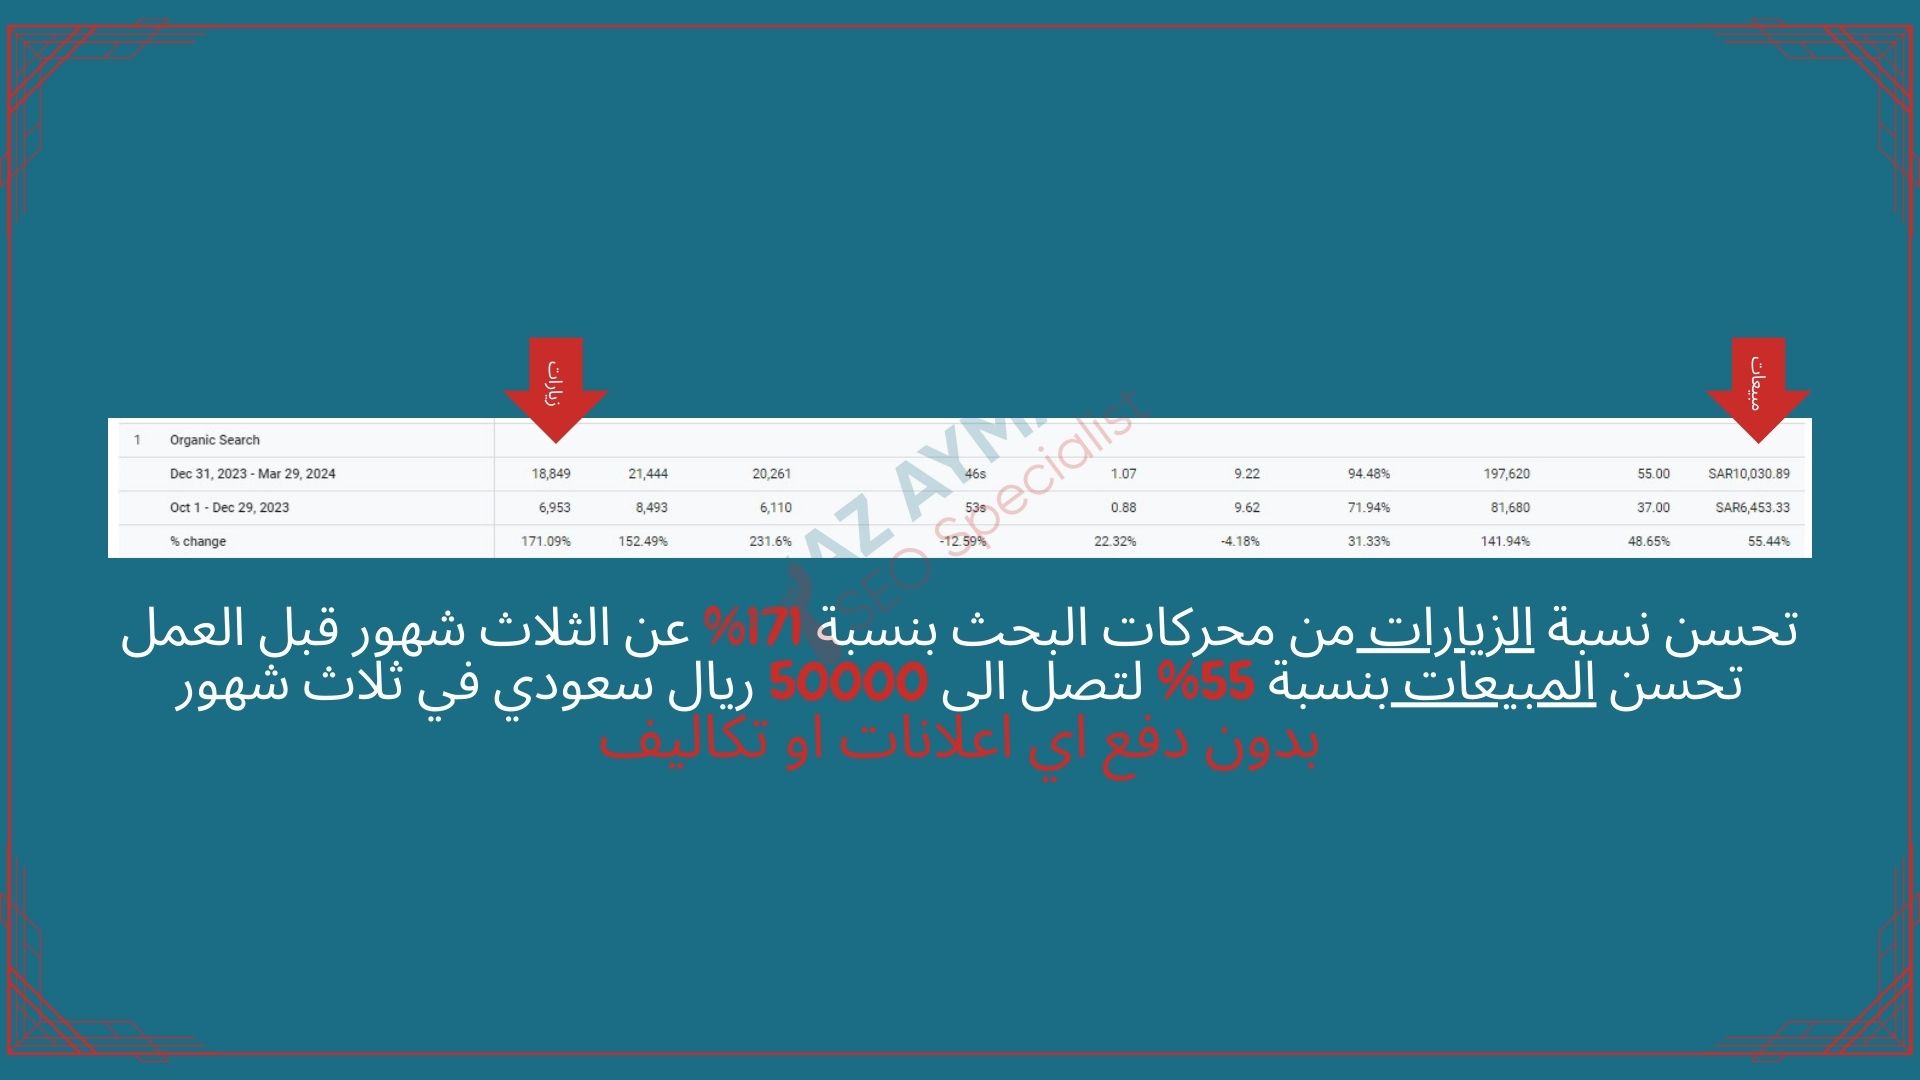 زيارات
مبيعات
1 Organic Search
Dec 31, 2023 - Mar 29, 2024 18,849 21,444 20,261 46s 1.07 9.22 94.48% 197,620 55.00 SAR10,030.89
Oct 1 - Dec 29, 2023 6,953 8,493 6,110 53s 0.88 9.62 71.94% 81,680 37.00 SAR6,453.33
% change 171.09% 152.49% 231.6% -12.59% 22.32% -4.18% 31.33% 141.94% 48.65% 55.44%
AYMA
SEO Specialist
تحسن نسبة الزيارات من محركات البحث بنسبة 171% عن الثلاث شهور قبل العمل
تحسن المبيعات بنسبة 55% لتصل الى 50000 ريال سعودي في ثلاث شهور
بدون دفع اي اعلانات او تكاليف